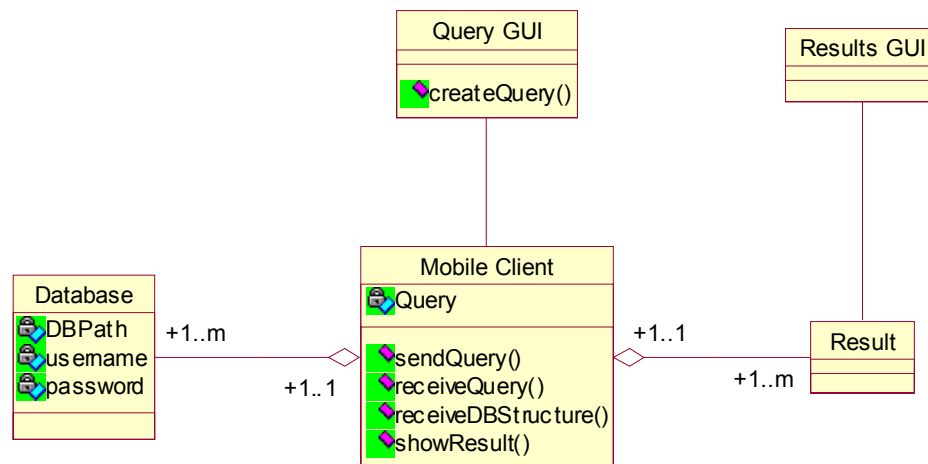 Query GUI
createQuery()
Results GUI
Mobile Client
Query
sendQuery()
receiveQuery()
receiveDBStructure()
showResult()
Database
DBPath
username
password
+1..m
+1..1
+1..1
+1..m
Result